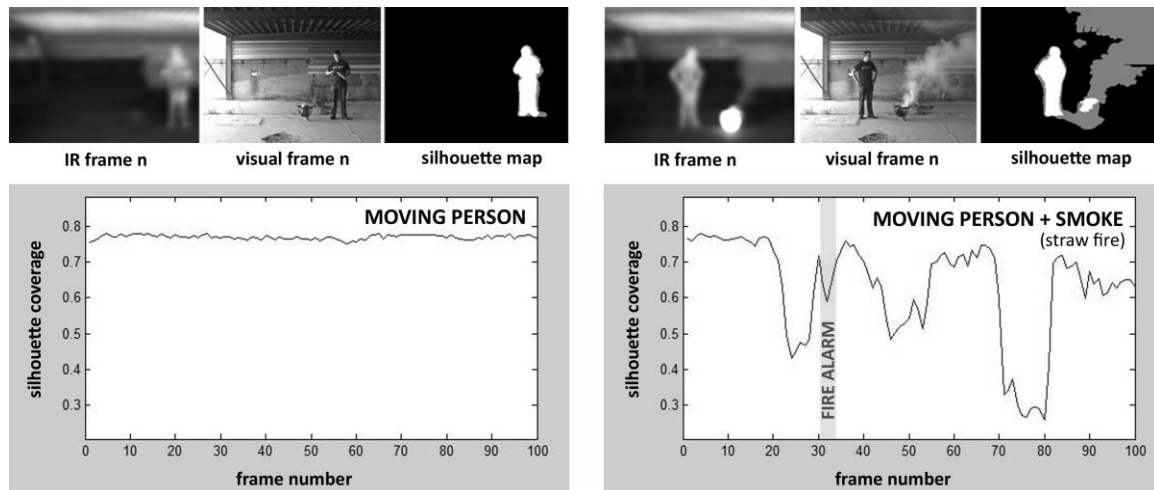 IR frame n
visual frame n
silhouette map
IR frame n
visual frame n
silhouette map
MOVING PERSON
silhouette coverage
0.8
0.7
0.6
0.5
0.4
0.3
0 10 20 30 40 50 60 70 80 90 100
frame number
MOVING PERSON + SMOKE
(straw fire)
silhouette coverage
0.8
0.7
0.6
0.5
0.4
0.3
FIRE ALARM
0 10 20 30 40 50 60 70 80 90 100
frame number